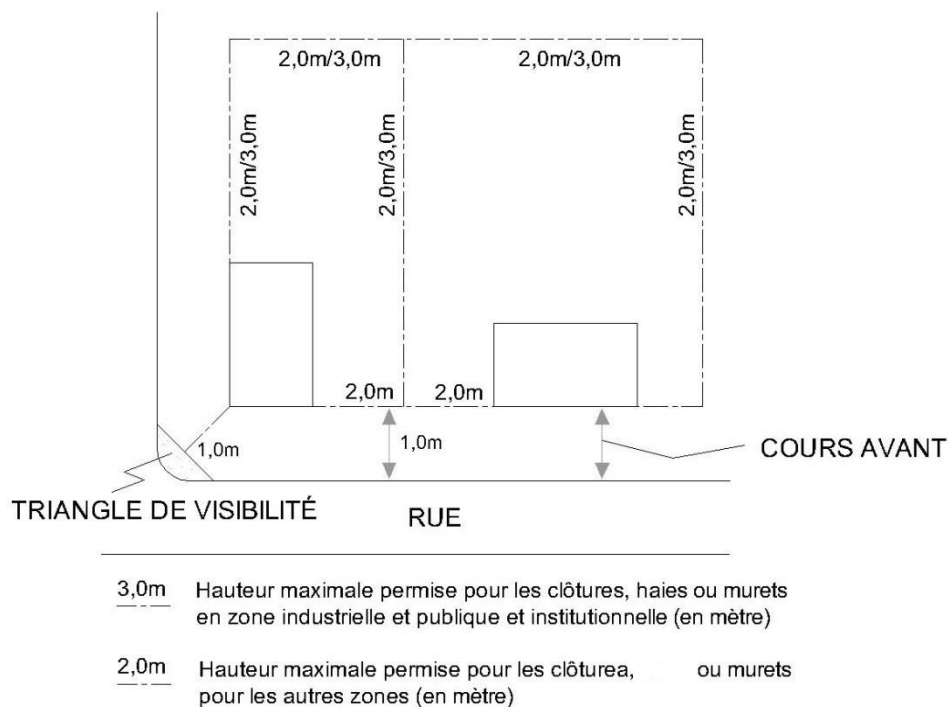 2,0m/3,0m
2,0m/3,0m
2,0m/3,0m
2,0m/3,0m
2,0m/3,0m
2,0m
2,0m
1,0m
1,0m
COURS AVANT
TRIANGLE DE VISIBILITÉ
RUE
3,0m Hauteur maximale permise pour les clôtures, haies ou murets
en zone industrielle et publique et institutionnelle (en mètre)
2,0m Hauteur maximale permise pour les clôturea, ou murets
pour les autres zones (en mètre)